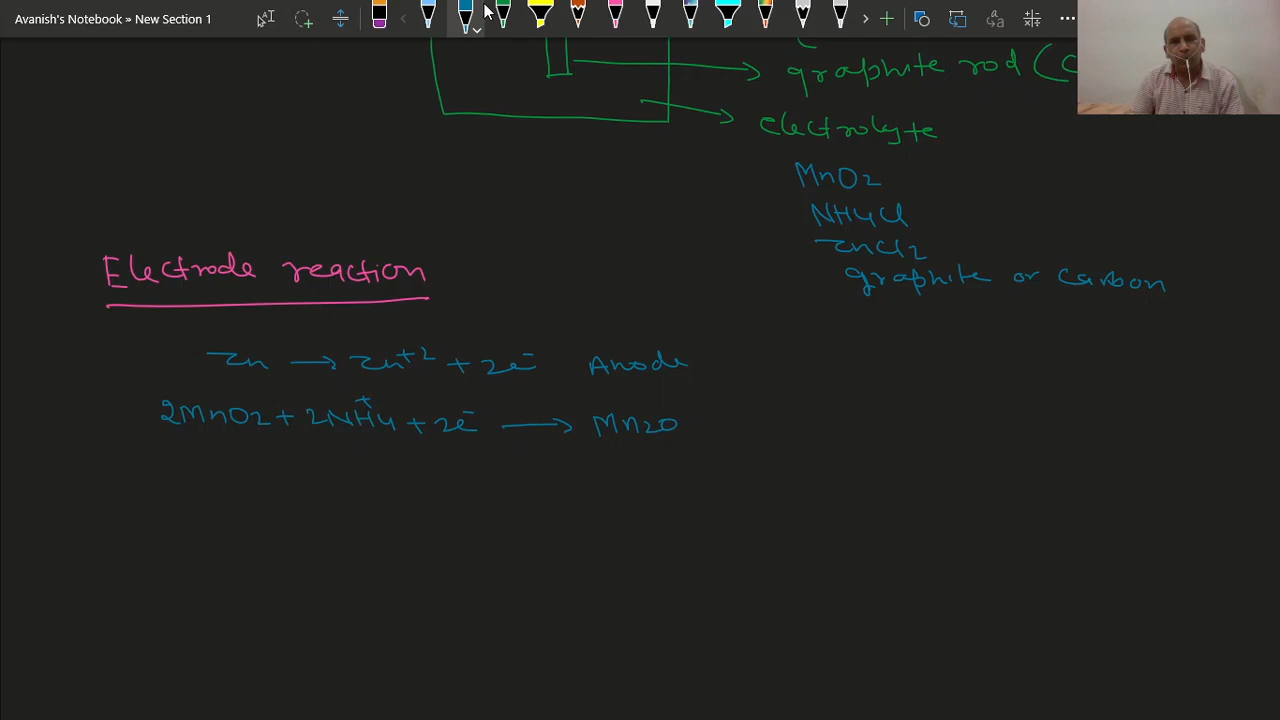 Avanish's Notebook » New Section 1
graphite rod (C
electrolyte
MnO2
NH4Cl
ZnCl2
graphite or carbon
Electrode reaction
Zn → Zn+2 + 2e- Anode
2MnO2 + 2NH4+ + 2e- → Mn2O